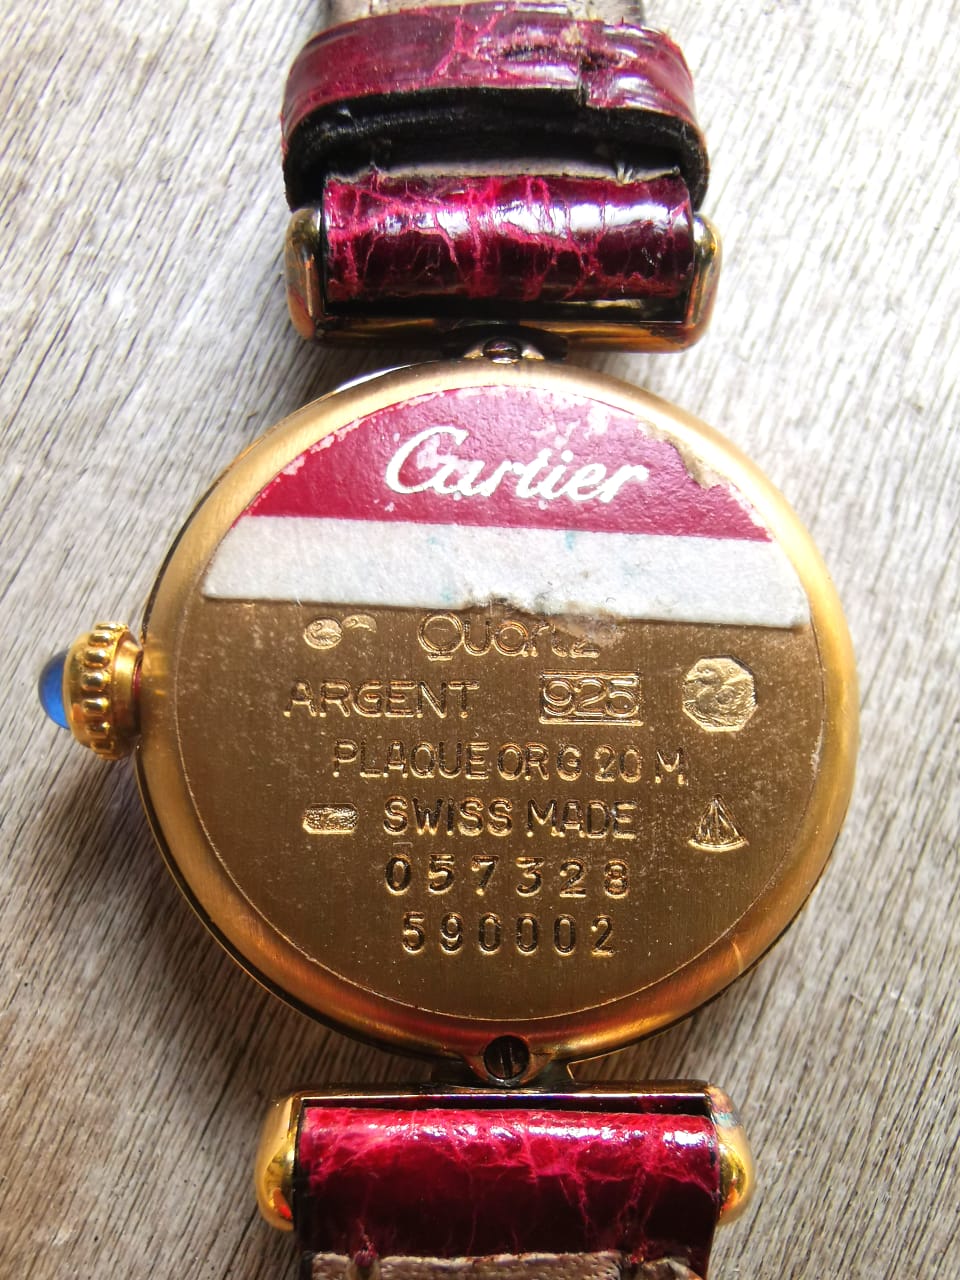 Cartier
Quartz
ARGENT 925
PLAQUE OR G 20 M
SWISS MADE
057328
590002